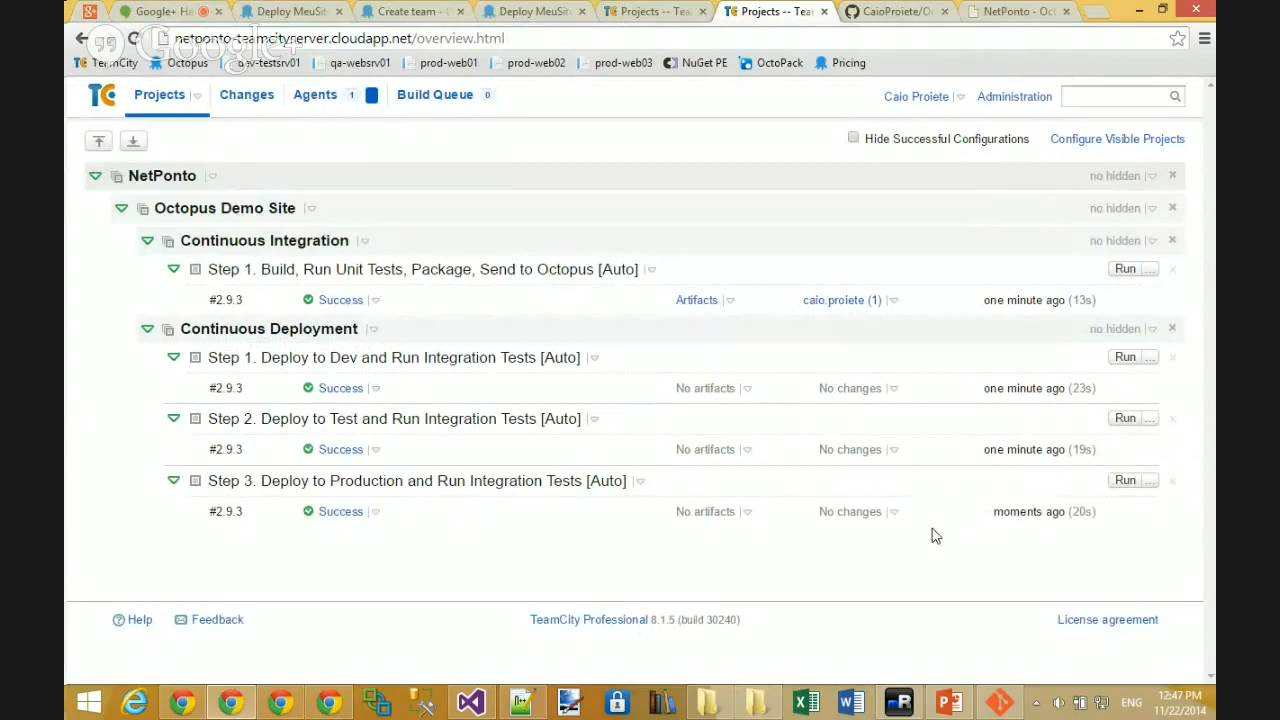 Google+ Ha
Deploy MeuSit
Create team -
Deploy MeuSit
Projects -- Tea
Projects -- Tea
CaioProiete/O
NetPonto - Oct
netponto-teamcityserver.cloudapp.net/overview.html
Google+
TeamCity Octopus dev-testsrv01 qa-websrv01 prod-web01 prod-web02 prod-web03 NuGet PE OctoPack Pricing
TC Projects Changes Agents 1 Build Queue 0 Caio Proiete Administration
Hide Successful Configurations Configure Visible Projects
NetPonto no hidden
Octopus Demo Site no hidden
Continuous Integration no hidden
Step 1. Build, Run Unit Tests, Package, Send to Octopus [Auto] Run ...
#2.9.3 Success Artifacts caio.proiete (1) one minute ago (13s)
Continuous Deployment no hidden
Step 1. Deploy to Dev and Run Integration Tests [Auto] Run ...
#2.9.3 Success No artifacts No changes one minute ago (23s)
Step 2. Deploy to Test and Run Integration Tests [Auto] Run ...
#2.9.3 Success No artifacts No changes one minute ago (19s)
Step 3. Deploy to Production and Run Integration Tests [Auto] Run ...
#2.9.3 Success No artifacts No changes moments ago (20s)
Help Feedback TeamCity Professional 8.1.5 (build 30240) License agreement
ENG
12:47 PM
11/22/2014